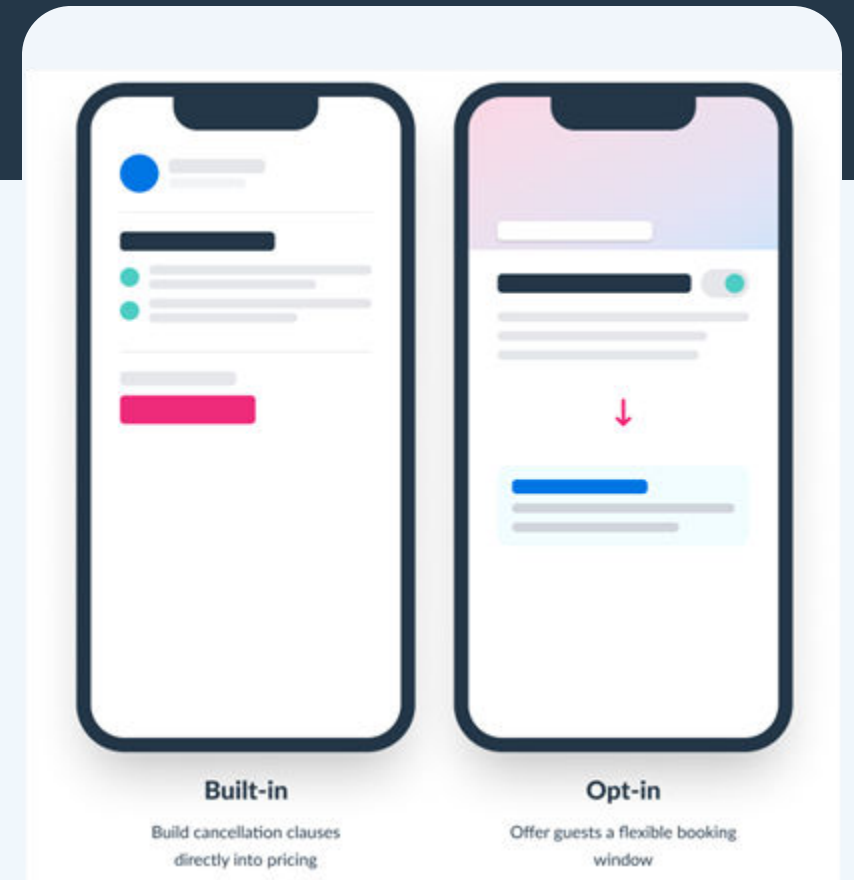 Built-in
Build cancellation clauses
directly into pricing
Opt-in
Offer guests a flexible booking
window